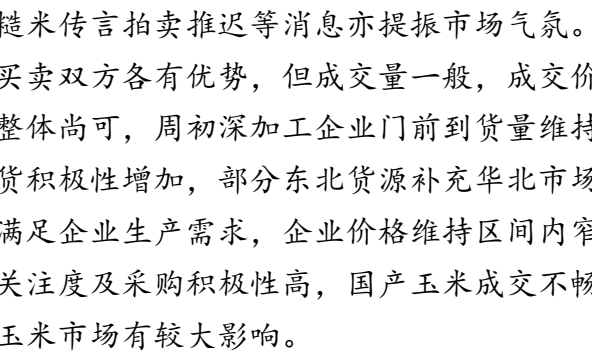 糙米传言拍卖推迟等消息亦提振市场气氛。
买卖双方各有优势，但成交量一般，成交价
整体尚可，周初深加工企业门前到货量维持
货积极性增加，部分东北货源补充华北市场
满足企业生产需求，企业价格维持区间内窄
关注度及采购积极性高，国产玉米成交不畅
玉米市场有较大影响。